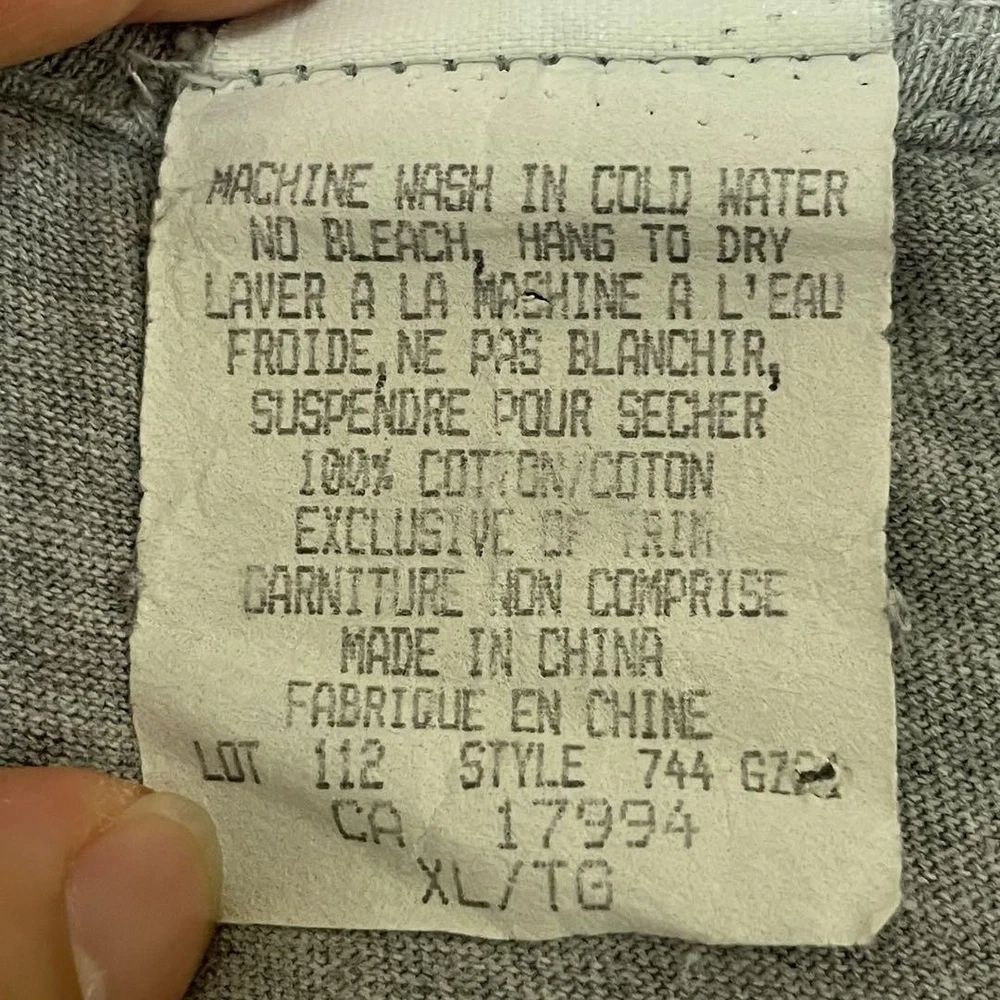 MACHINE WASH IN COLD WATER
NO BLEACH, HANG TO DRY
LAVER A LA MACHINE A L'EAU
FROIDE, NE PAS BLANCHIR,
SUSPENDRE POUR SECHER
100% COTTON/COTON
EXCLUSIVE OF TRIM
GARNITURE NON COMPRISE
MADE IN CHINA
FABRIQUE EN CHINE
LOT 112 STYLE 744
CA 17994
XL/TG